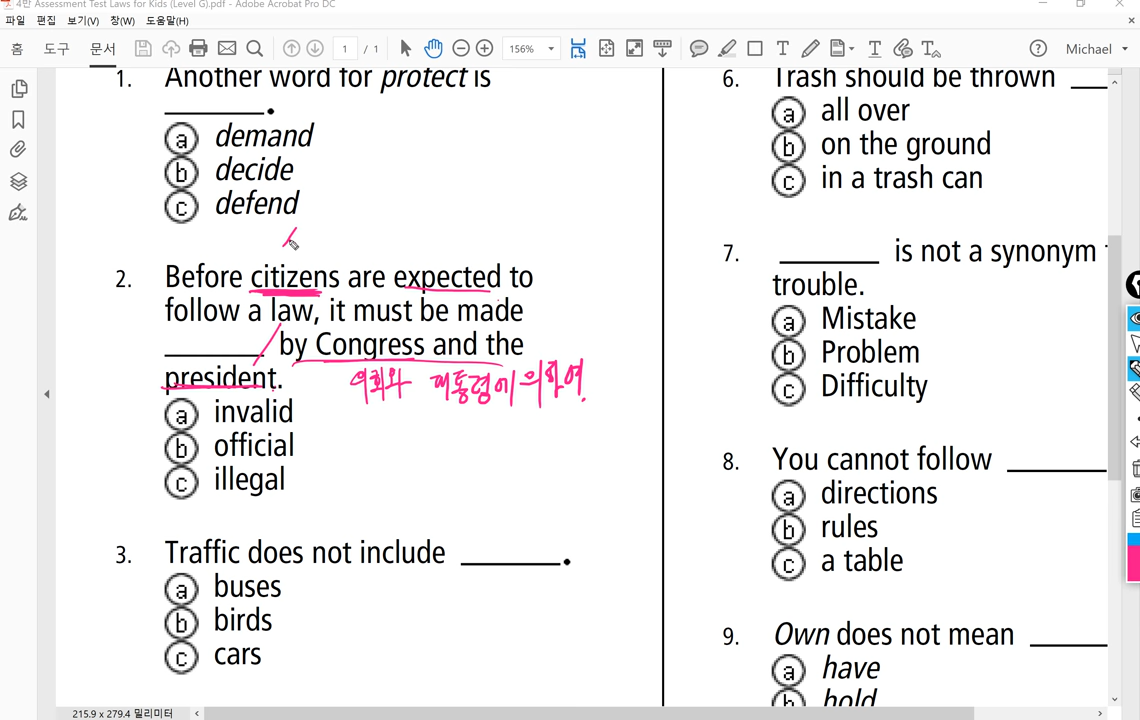 4만 Assessment Test Laws for Kids (Level G).pdf - Adobe Acrobat Pro DC
파일 편집 보기(V) 창(W) 도움말(H)
홈 도구 문서 1 / 1 156% Michael
1. Another word for protect is
________.
a demand
b decide
c defend
2. Before citizens are expected to
follow a law, it must be made
________ by Congress and the
president.
의회와 대통령에 의하여.
a invalid
b official
c illegal
3. Traffic does not include ________.
a buses
b birds
c cars
6. Trash should be thrown ___
a all over
b on the ground
c in a trash can
7. ________ is not a synonym
trouble.
a Mistake
b Problem
c Difficulty
8. You cannot follow ________
a directions
b rules
c a table
9. Own does not mean ______
a have
b hold
215.9 x 279.4 밀리미터